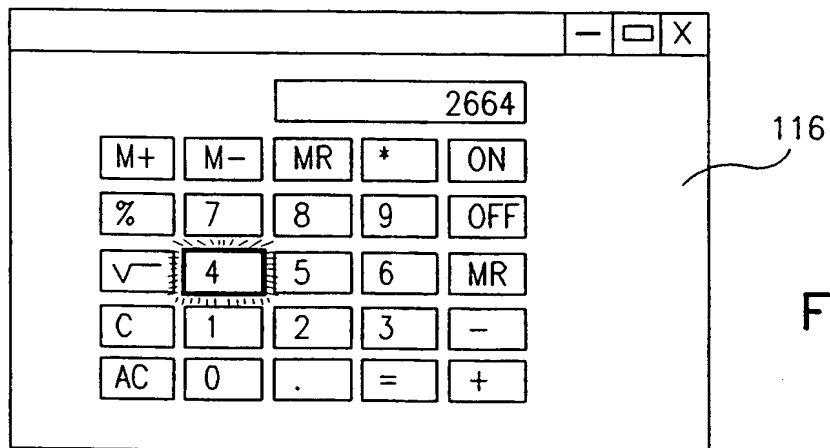 X
2664
M+ M- MR * ON
% 7 8 9 OFF
√ 4 5 6 MR
C 1 2 3 -
AC 0 . = +
116
F